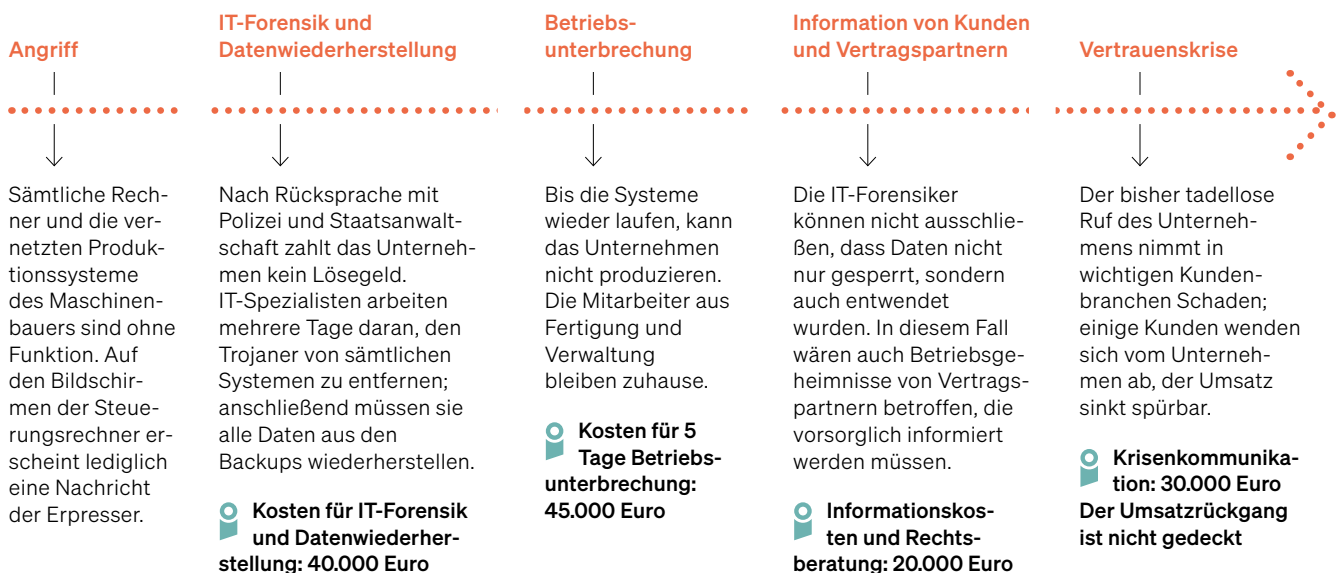 Angriff
Sämtliche Rech-
ner und die ver-
netzten Produk-
tionssysteme
des Maschinen-
bauers sind ohne
Funktion. Auf
den Bildschir-
men der Steue-
rungsrechner er-
scheint lediglich
eine Nachricht
der Erpresser.
IT-Forensik und
Datenwiederherstellung
Nach Rücksprache mit
Polizei und Staatsanwalt-
schaft zahlt das Unterneh-
men kein Lösegeld.
IT-Spezialisten arbeiten
mehrere Tage daran, den
Trojaner von sämtlichen
Systemen zu entfernen;
anschließend müssen sie
alle Daten aus den
Backups wiederherstellen.
Kosten für IT-Forensik
und Datenwiederher-
stellung: 40.000 Euro
Betriebs-
unterbrechung
Bis die Systeme
wieder laufen, kann
das Unternehmen
nicht produzieren.
Die Mitarbeiter aus
Fertigung und
Verwaltung
bleiben zuhause.
Kosten für 5
Tage Betriebs-
unterbrechung:
45.000 Euro
Information von Kunden
und Vertragspartnern
Die IT-Forensiker
können nicht ausschlie-
ßen, dass Daten nicht
nur gesperrt, sondern
auch entwendet
wurden. In diesem Fall
wären auch Betriebsge-
heimnisse von Vertrags-
partnern betroffen, die
vorsorglich informiert
werden müssen.
Informationskos-
ten und Rechts-
beratung: 20.000 Euro
Vertrauenskrise
Der bisher tadellose
Ruf des Unterneh-
mens nimmt in
wichtigen Kunden-
branchen Schaden;
einige Kunden wenden
sich vom Unterneh-
men ab, der Umsatz
sinkt spürbar.
Krisenkommunika-
tion: 30.000 Euro
Der Umsatzrückgang
ist nicht gedeckt